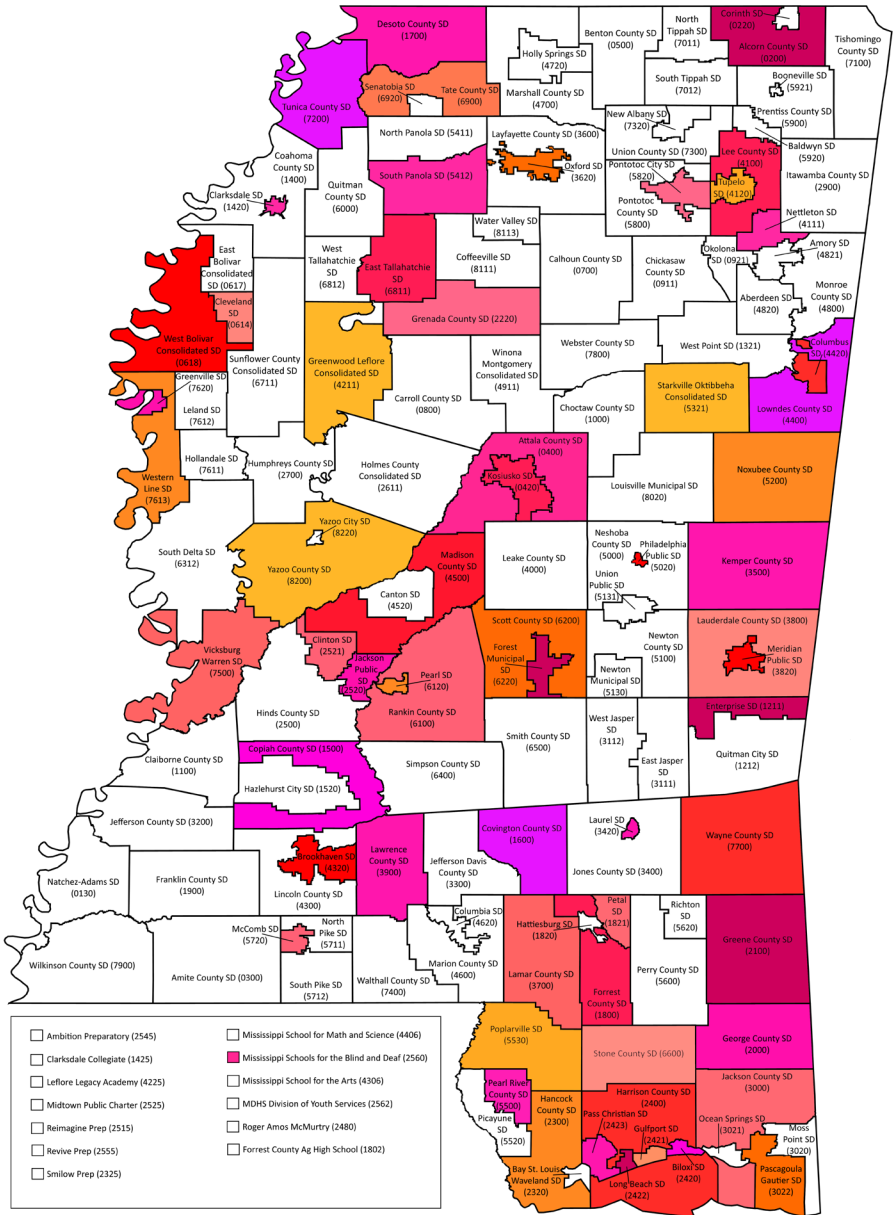 Desoto County SD
(1700)
Corinth SD
(0220)
Alcorn County SD
(0200)
Tishomingo
County SD
(7100)
North
Tippah SD
(7011)
Benton County SD
(0500)
Holly Springs SD
(4720)
Marshall County SD
(4700)
South Tippah SD
(7012)
Booneville SD
(5921)
Prentiss County SD
(5900)
Baldwyn SD
(5920)
Tunica County SD
(7200)
Senatobia SD
(6920)
Tate County SD
(6900)
New Albany SD
(7320)
Union County SD (7300)
North Panola SD (5411)
Layfayette County SD (3600)
Oxford SD
(3620)
Lee County SD
(4100)
Itawamba County SD
(2900)
Coahoma
County SD
(1400)
Quitman
County SD
(6000)
South Panola SD (5412)
Pontotoc City SD
(5820)
Pontotoc
County SD
(5800)
Tupelo
SD (4120)
Nettleton SD
(4111)
Clarksdale SD
(1420)
Water Valley SD
(8113)
Okolona
SD (0921)
Amory SD
(4821)
East
Bolivar
Consolidated
SD (0617)
West
Tallahatchie
SD
(6812)
East Tallahatchie
SD
(6811)
Coffeeville SD
(8111)
Calhoun County SD
(0700)
Chickasaw
County SD
(0911)
Aberdeen SD
(4820)
Monroe
County SD
(4800)
Cleveland
SD
(0614)
Grenada County SD (2220)
West Bolivar
Consolidated SD
(0618)
Sunflower County
Consolidated SD
(6711)
Greenwood Leflore
Consolidated SD
(4211)
Winona
Montgomery
Consolidated SD
(4911)
Webster County SD
(7800)
West Point SD (1321)
Columbus
SD (4420)
Greenville SD
(7620)
Leland SD
(7612)
Carroll County SD
(0800)
Choctaw County SD
(1000)
Starkville Oktibbeha
Consolidated SD
(5321)
Lowndes County SD
(4400)
Hollandale SD
(7611)
Humphreys County SD
(2700)
Holmes County
Consolidated SD
(2611)
Attala County SD
(0400)
Kosiusko SD
(0420)
Louisville Municipal SD
(8020)
Noxubee County SD
(5200)
Western
Line SD
(7613)
South Delta SD
(6312)
Yazoo City SD
(8220)
Yazoo County SD
(8200)
Madison
County SD
(4500)
Canton SD
(4520)
Leake County SD
(4000)
Neshoba
County SD
(5000)
Philadelphia
Public SD
(5020)
Union
Public SD
(5131)
Kemper County SD
(3500)
Vicksburg
Warren SD
(7500)
Clinton SD
(2521)
Jackson
Public
SD
(2520)
Pearl SD
(6120)
Rankin County SD
(6100)
Scott County SD (6200)
Forest
Municipal
SD
(6220)
Newton
County SD
(5100)
Newton
Municipal SD
(5130)
Lauderdale County SD (3800)
Meridian
Public SD
(3820)
Hinds County SD
(2500)
Enterprise SD (1211)
Quitman City SD
(1212)
Claiborne County SD
(1100)
Copiah County SD (1500)
Hazlehurst City SD (1520)
Simpson County SD
(6400)
Smith County SD
(6500)
West Jasper
SD
(3112)
East Jasper
SD
(3111)
Jefferson County SD (3200)
Brookhaven SD
(4320)
Lawrence
County SD
(3900)
Jefferson Davis
County SD
(3300)
Covington County SD
(1600)
Laurel SD
(3420)
Jones County SD (3400)
Wayne County SD
(7700)
Natchez-Adams SD
(0130)
Franklin County SD
(1900)
Lincoln County SD
(4300)
McComb SD
(5720)
North
Pike SD
(5711)
Columbia SD
(4620)
Hattiesburg SD
(1820)
Petal
SD
(1821)
Richton
SD
(5620)
Greene County SD
(2100)
Wilkinson County SD (7900)
Amite County SD (0300)
South Pike SD
(5712)
Walthall County SD
(7400)
Marion County SD
(4600)
Lamar County SD
(3700)
Forrest
County SD
(1800)
Perry County SD
(5600)
Poplarville SD
(5530)
Stone County SD (6600)
George County SD
(2000)
Pearl River
County SD
(5500)
Picayune
SD
(5520)
Hancock
County SD
(2300)
Harrison County SD
(2400)
Pass Christian SD
(2423)
Gulfport SD
(2421)
Jackson County SD
(3000)
Ocean Springs SD
(3021)
Moss
Point SD
(3020)
Bay St. Louis
Waveland SD
(2320)
Long Beach SD
(2422)
Biloxi SD
(2420)
Pascagoula
Gautier SD
(3022)
Ambition Preparatory (2545)
Clarksdale Collegiate (1425)
Leflore Legacy Academy (4225)
Midtown Public Charter (2525)
Reimagine Prep (2515)
Revive Prep (2555)
Smilow Prep (2325)
Mississippi School for Math and Science (4406)
Mississippi Schools for the Blind and Deaf (2560)
Mississippi School for the Arts (4306)
MDHS Division of Youth Services (2562)
Roger Amos McMurtry (2480)
Forrest County Ag High School (1802)